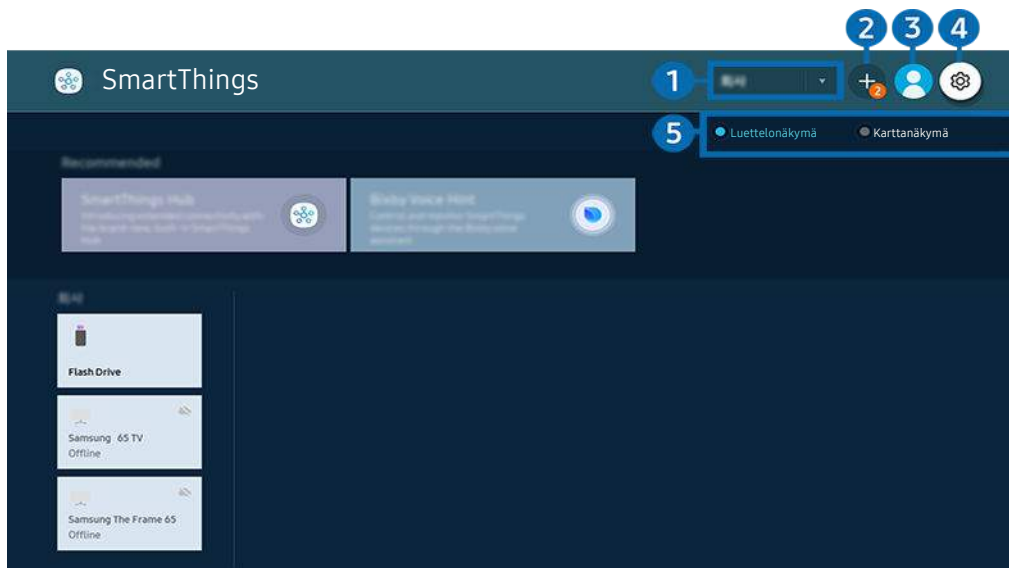 2 3 4
SmartThings
1
2
5
Luettelonäkymä
Karttanäkymä
Recommended
SmartThings Hub
Bixby Voice Hint
Flash Drive
Samsung 65 TV
Offline
Samsung The Frame 65
Offline